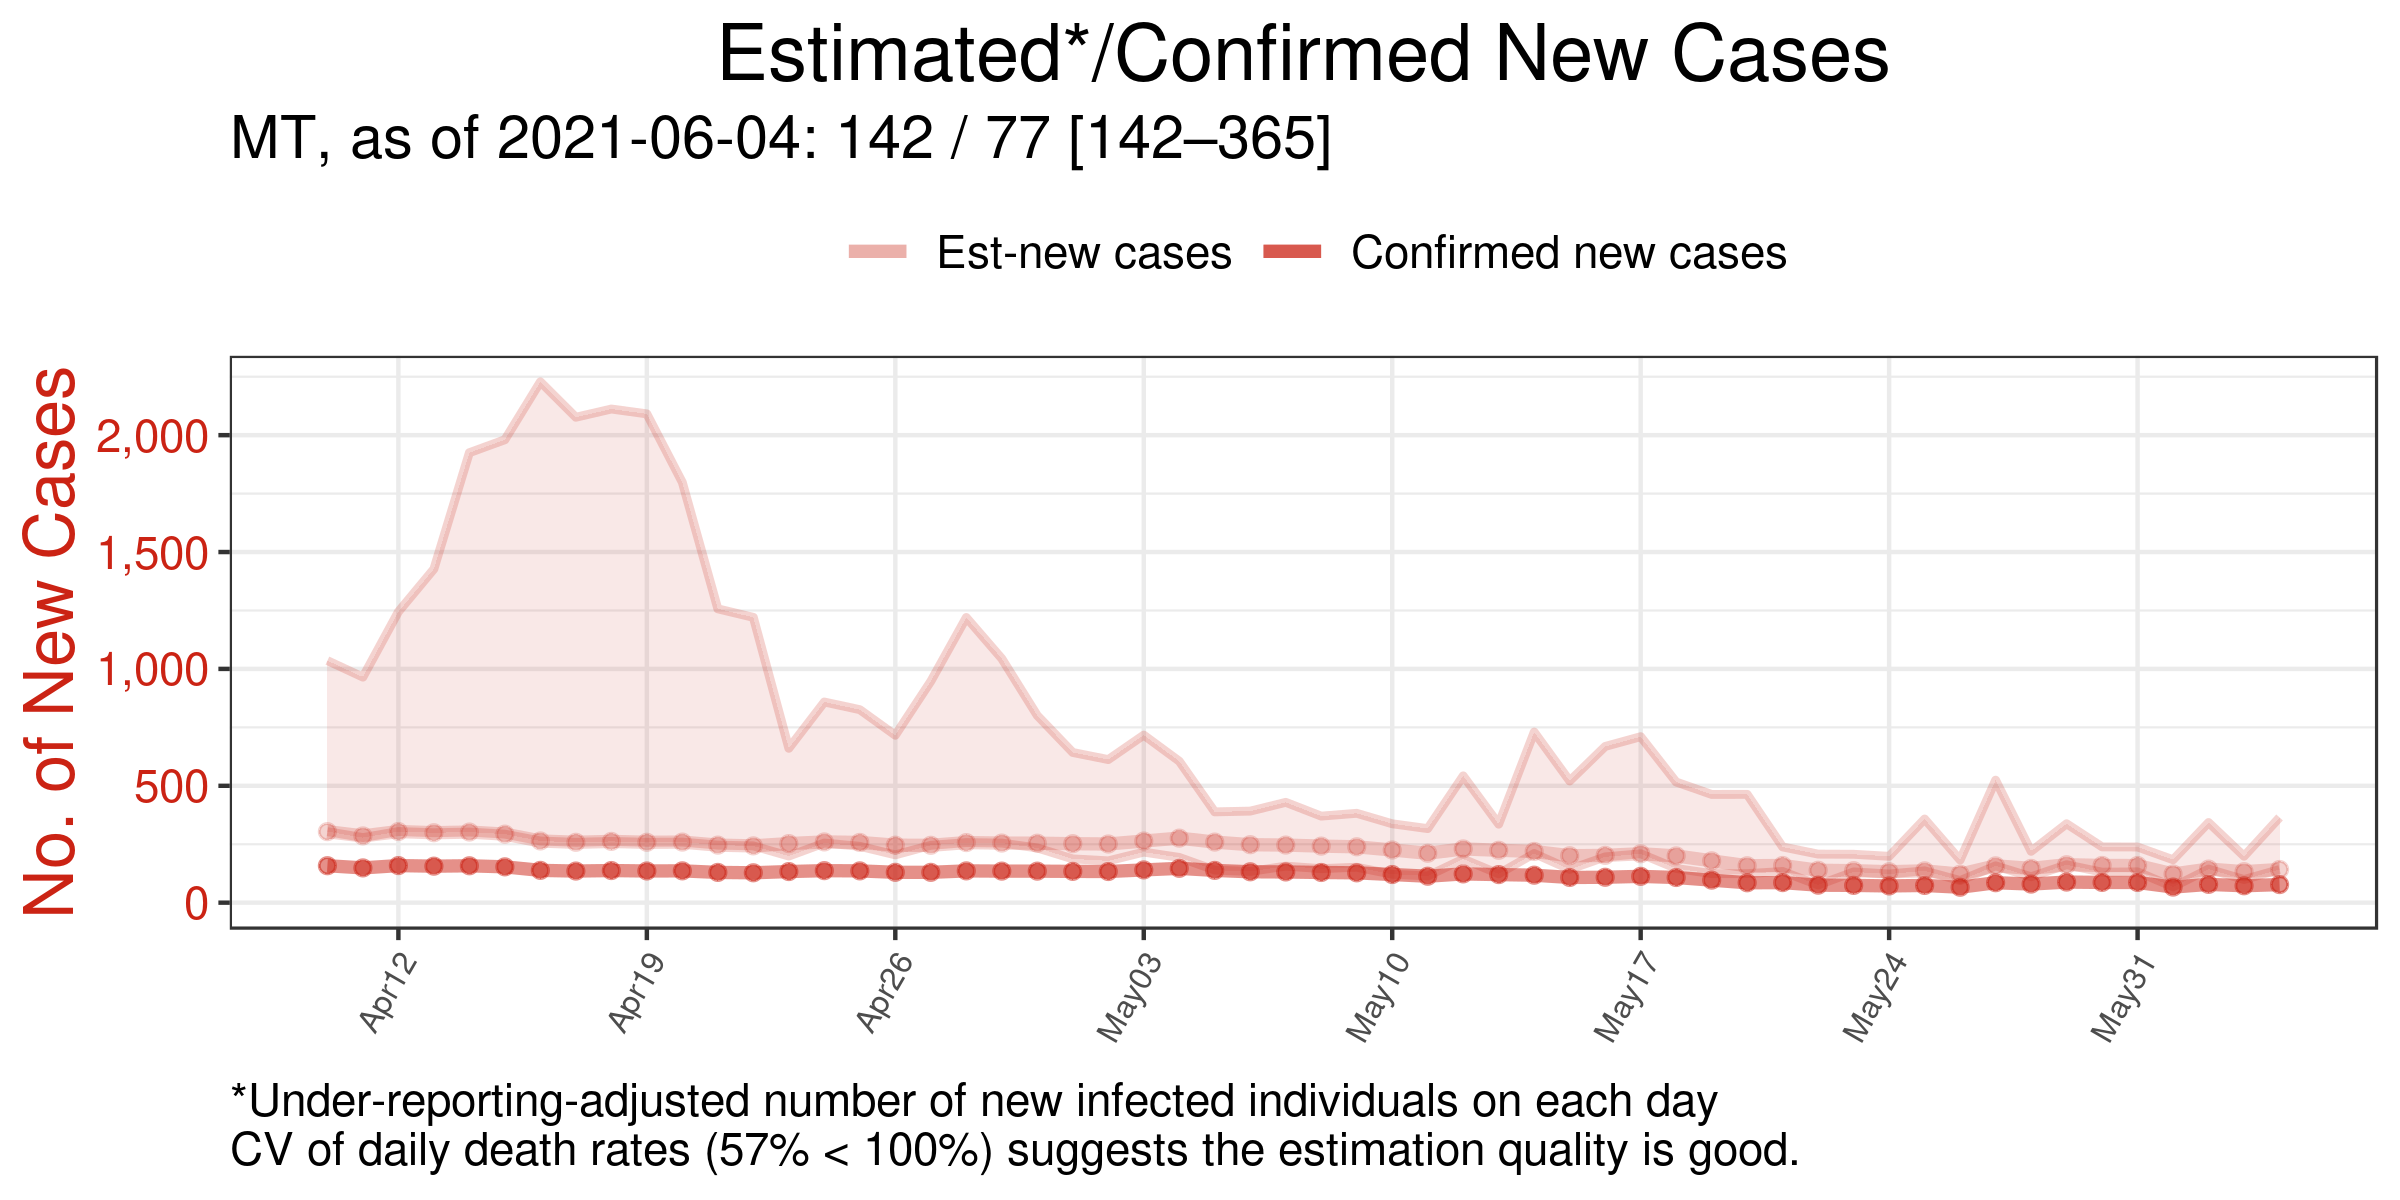 Estimated*/Confirmed New Cases
MT, as of 2021-06-04: 142 / 77 [142–365]
Est-new cases
Confirmed new cases
No. of New Cases
2,000
1,500
1,000
500
0
Apr12
Apr19
Apr26
May03
May10
May17
May24
May31
*Under-reporting-adjusted number of new infected individuals on each day
CV of daily death rates (57% < 100%) suggests the estimation quality is good.